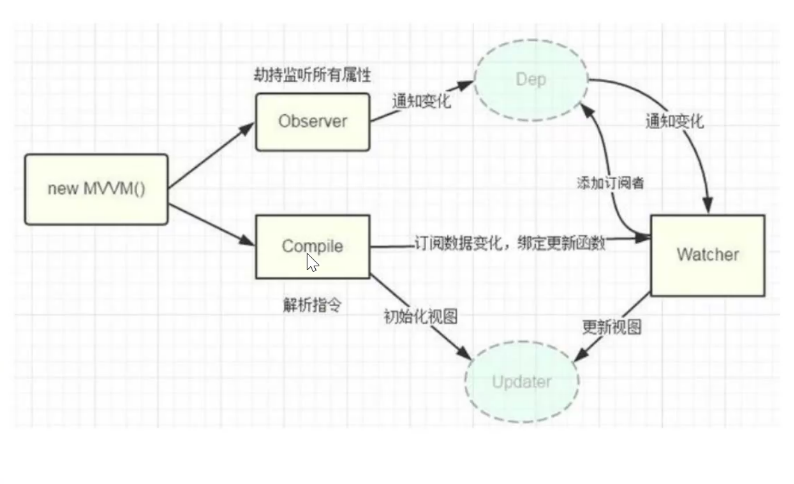 劫持监听所有属性
Dep
Observer
通知变化
通知变化
new MVVM()
添加订阅者
Compile
订阅数据变化，绑定更新函数
Watcher
解析指令
初始化视图
更新视图
Updater